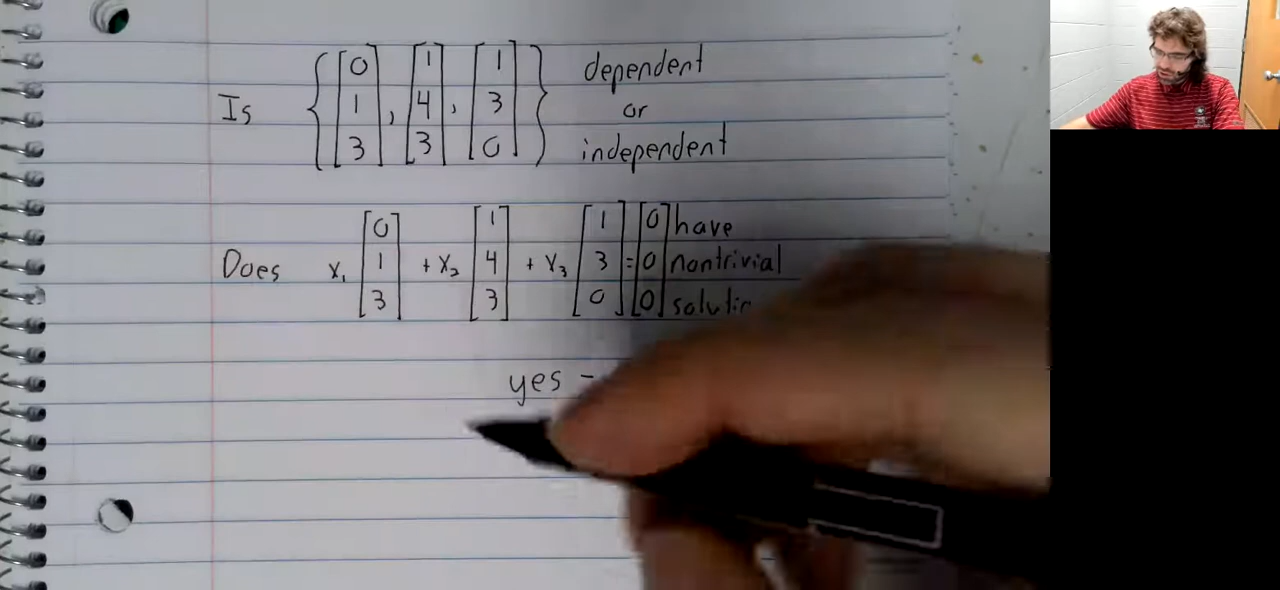 Is { [0 1 3], [1 4 3], [1 3 0] } dependent or independent
Does x₁ [0 1 3] + x₂ [1 4 3] + x₃ [1 3 0] = [0 0 0] have nontrivial
yes -